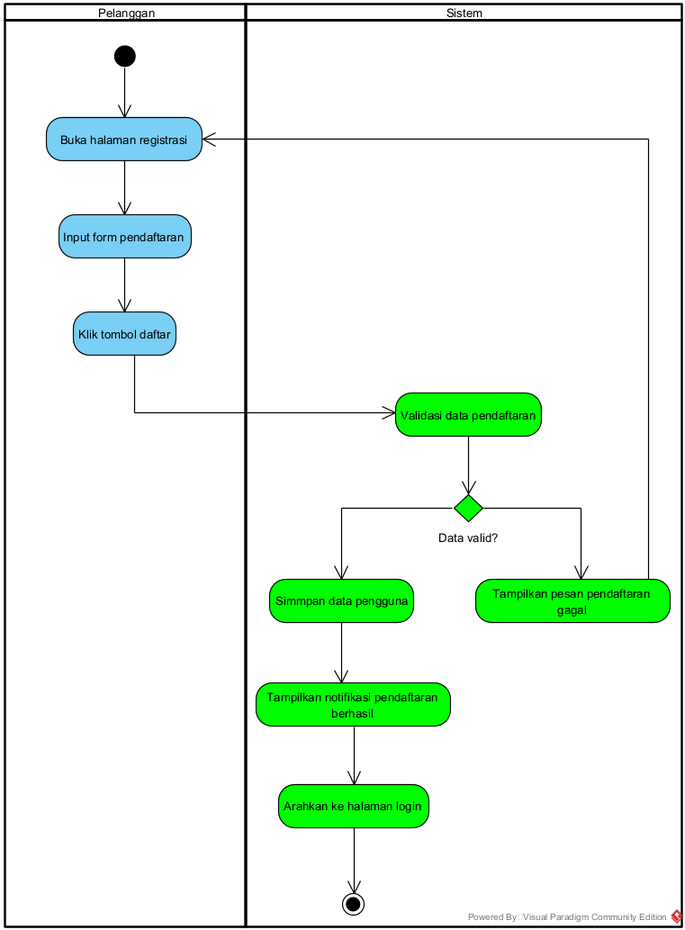 Pelanggan
Sistem
Buka halaman registrasi
Input form pendaftaran
Klik tombol daftar
Validasi data pendaftaran
Data valid?
Simmpan data pengguna
Tampilkan pesan pendaftaran
gagal
Tampilkan notifikasi pendaftaran
berhasil
Arahkan ke halaman login
Powered By Visual Paradigm Community Edition